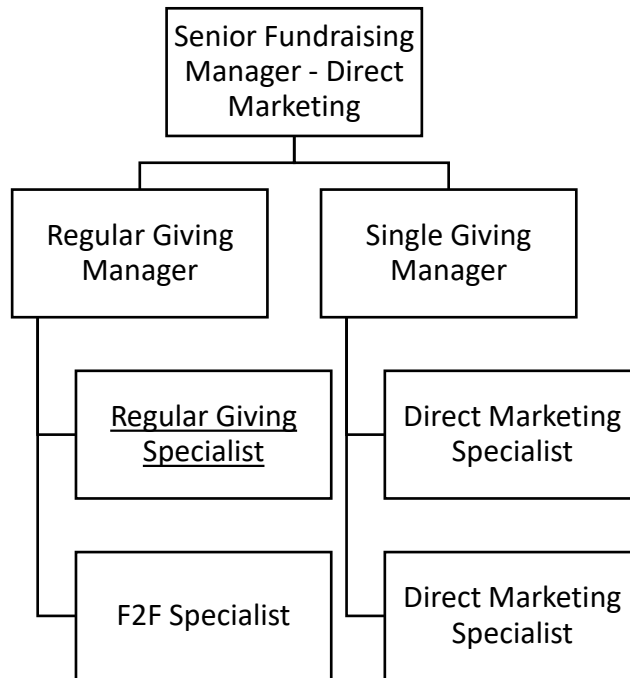 Senior Fundraising
Manager - Direct
Marketing
Regular Giving
Manager
Single Giving
Manager
Regular Giving
Specialist
Direct Marketing
Specialist
F2F Specialist
Direct Marketing
Specialist